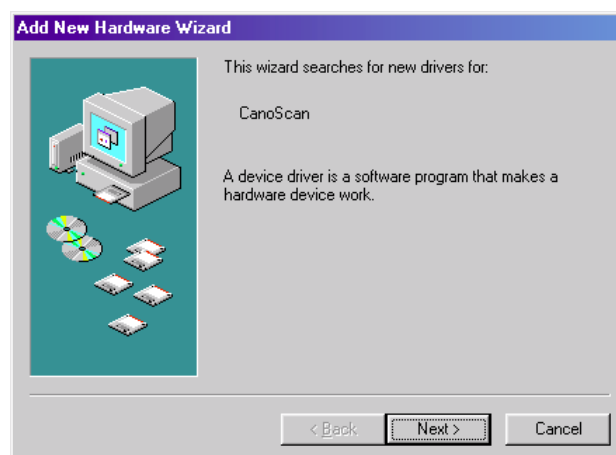 Add New Hardware Wizard
This wizard searches for new drivers for:
CanoScan
A device driver is a software program that makes a
hardware device work.
< Back
Next >
Cancel